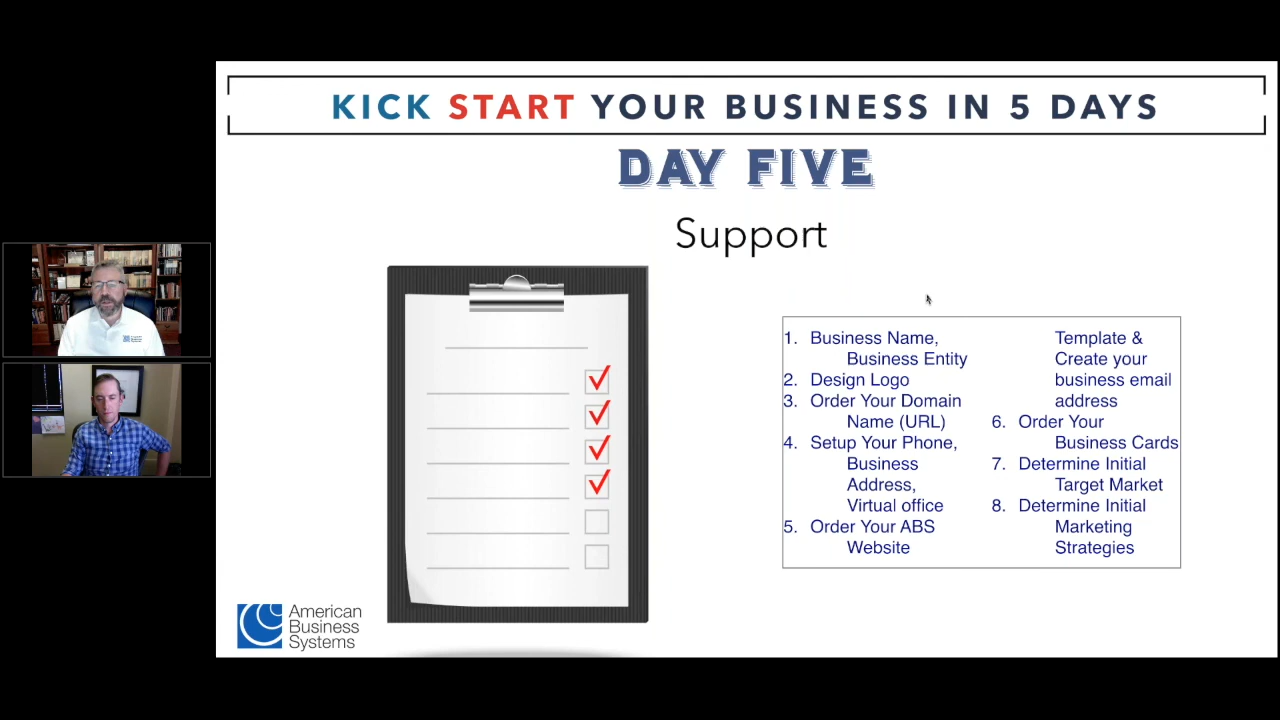 KICK START YOUR BUSINESS IN 5 DAYS
DAY FIVE
Support
1. Business Name,
Business Entity
2. Design Logo
3. Order Your Domain
Name (URL)
4. Setup Your Phone,
Business
Address,
Virtual office
5. Order Your ABS
Website
Template &
Create your
business email
address
6. Order Your
Business Cards
7. Determine Initial
Target Market
8. Determine Initial
Marketing
Strategies
American
Business
Systems